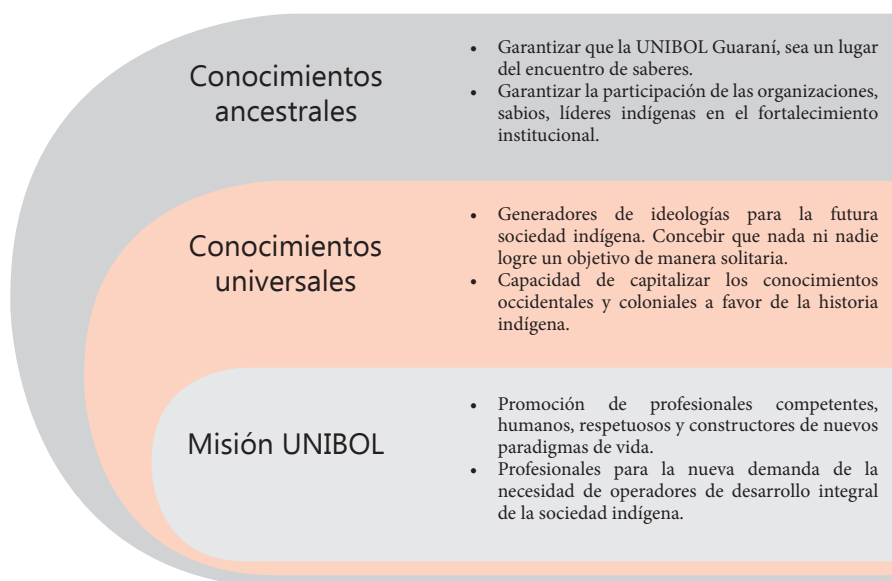 Conocimientos
ancestrales
• Garantizar que la UNIBOL Guaraní, sea un lugar
del encuentro de saberes.
• Garantizar la participación de las organizaciones,
sabios, líderes indígenas en el fortalecimiento
institucional.
Conocimientos
universales
• Generadores de ideologías para la futura
sociedad indígena. Concebir que nada ni nadie
logre un objetivo de manera solitaria.
• Capacidad de capitalizar los conocimientos
occidentales y coloniales a favor de la historia
indígena.
Misión UNIBOL
• Promoción de profesionales competentes,
humanos, respetuosos y constructores de nuevos
paradigmas de vida.
• Profesionales para la nueva demanda de la
necesidad de operadores de desarrollo integral
de la sociedad indígena.